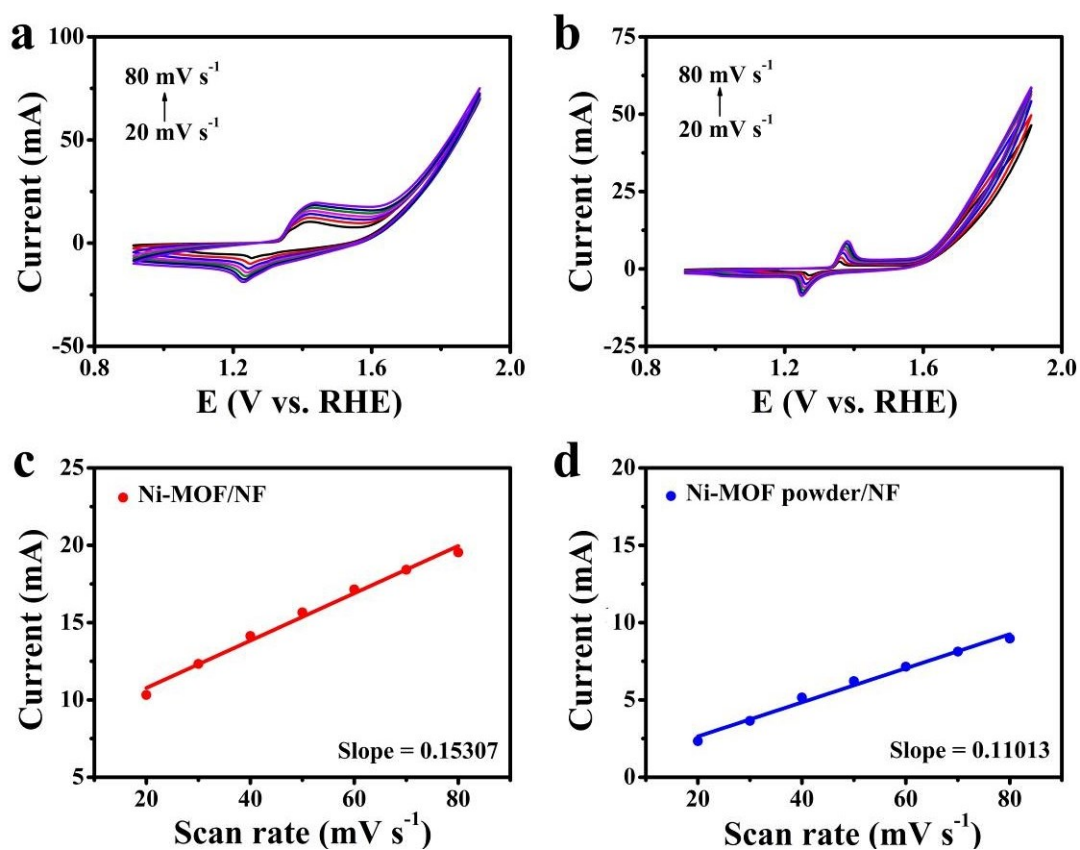 a
100
80 mV s⁻¹
20 mV s⁻¹
50
0
-50
Current (mA)
0.8 1.2 1.6 2.0
E (V vs. RHE)
b
75
80 mV s⁻¹
20 mV s⁻¹
50
25
0
-25
Current (mA)
0.8 1.2 1.6 2.0
E (V vs. RHE)
c
25
Ni-MOF/NF
20
15
10
5
Current (mA)
Slope = 0.15307
20 40 60 80
Scan rate (mV s⁻¹)
d
20
Ni-MOF powder/NF
15
10
5
0
Current (mA)
Slope = 0.11013
20 40 60 80
Scan rate (mV s⁻¹)